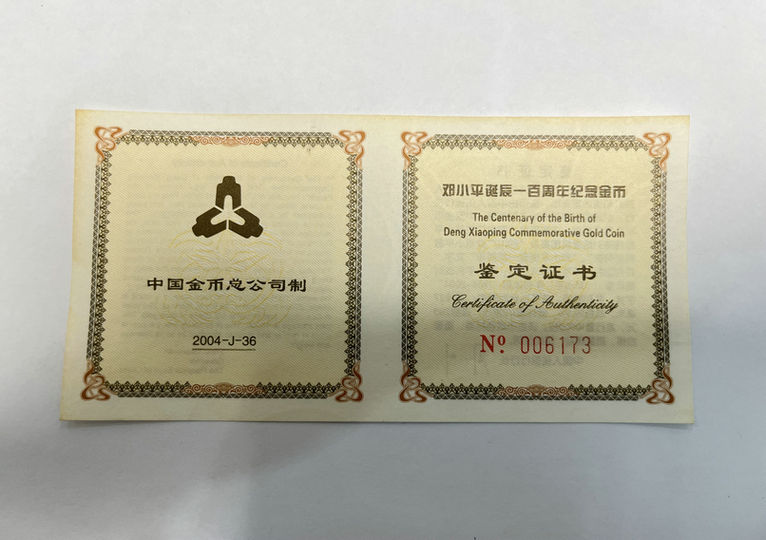 中国金币总公司制
2004-J-36
邓小平诞辰一百周年纪念金币
The Centenary of the Birth of
Deng Xiaoping Commemorative Gold Coin
鉴定证书
Certificate of Authenticity
Nº 006173